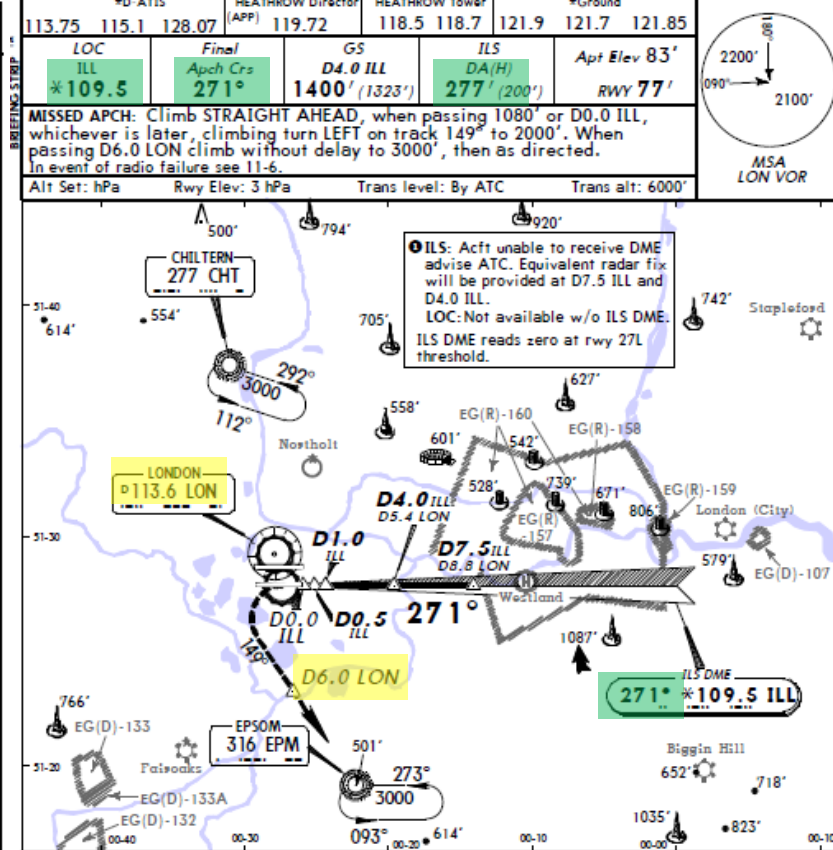 *D-ATIS HEATHROW Director HEATHROW Tower *Ground
113.75 115.1 128.07 (APP) 119.72 118.5 118.7 121.9 121.7 121.85
BRIEFING STRIP
LOC
ILL
*109.5
Final
Apch Crs
271°
GS
D4.0 ILL
1400' (1323')
ILS
DA(H)
277' (200')
Apt Elev 83'
RWY 77'
MISSED APCH: Climb STRAIGHT AHEAD, when passing 1080' or D0.0 ILL,
whichever is later, climbing turn LEFT on track 149° to 2000'. When
passing D6.0 LON climb without delay to 3000', then as directed.
In event of radio failure see 11-6.
Alt Set: hPa Rwy Elev: 3 hPa Trans level: By ATC Trans alt: 6000'
180°
2200'
090°
2100'
MSA
LON VOR
500'
794'
920'
CHILTERN
277 CHT
1 ILS: Acft unable to receive DME
advise ATC. Equivalent radar fix
will be provided at D7.5 ILL and
D4.0 ILL.
LOC: Not available w/o ILS DME.
ILS DME reads zero at rwy 27L
threshold.
51-40
614'
554'
705'
742'
Stapleford
292°
3000
112°
627'
558'
Northolt
601'
EG(R)-160
542'
EG(R)-158
LONDON
D 113.6 LON
528'
739'
671'
EG(R)-159
806'
London (City)
D4.0 ILL
D5.4 LON
EG(R)
-157
51-30
D1.0
ILL
D7.5 ILL
D8.8 LON
579'
EG(D)-107
H
Westland
D0.0
ILL
D0.5
ILL
271°
149°
1087'
D6.0 LON
ILS DME
271° *109.5 ILL
766'
EG(D)-133
EPSOM
316 EPM
501'
Fairoaks
Biggin Hill
652'
51-20
273°
3000
718'
EG(D)-133A
EG(D)-132
093°
614'
1035'
823'
00-40 00-30 00-20 00-10 00-00 00-10